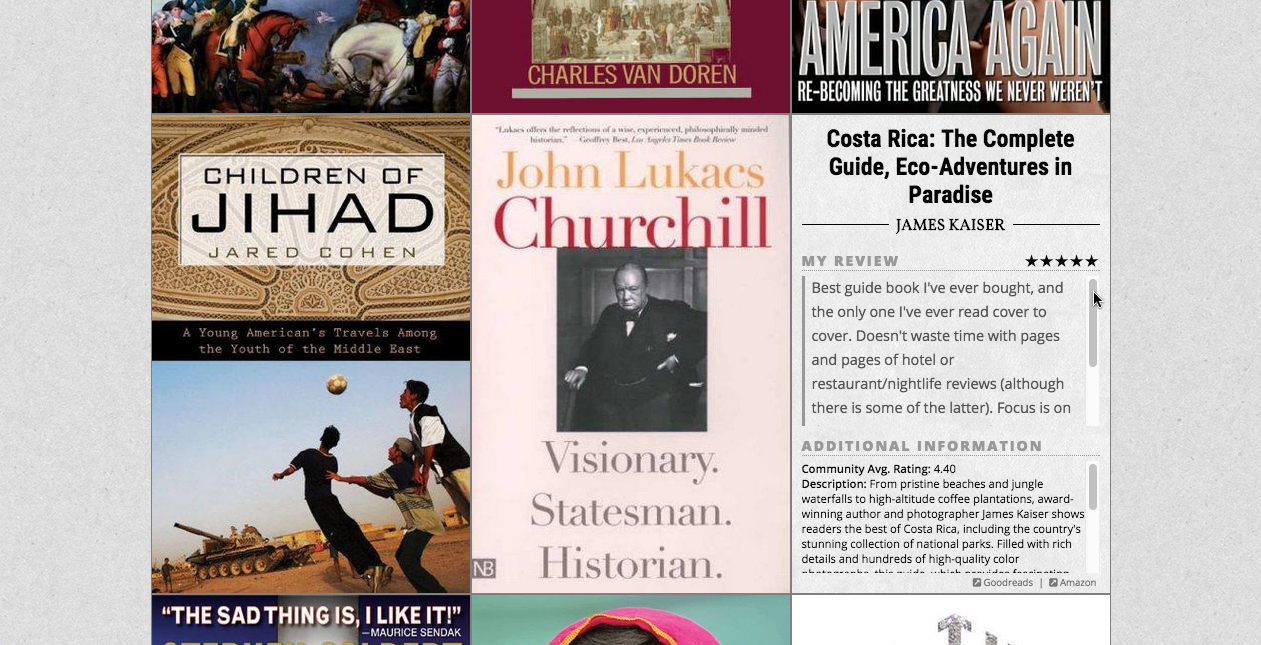 CHARLES VAN DOREN
AMERICA AGAIN
RE-BECOMING THE GREATNESS WE NEVER WEREN'T
CHILDREN OF
JIHAD
JARED COHEN
A Young American's Travels Among
the Youth of the Middle East
"Lukacs offers the reflections of a wise, experienced, philosophically minded
historian." —Geoffrey Best, Los Angeles Times Book Review
John Lukacs
Churchill
Visionary.
Statesman.
Historian.
NB
Costa Rica: The Complete
Guide, Eco-Adventures in
Paradise
JAMES KAISER
MY REVIEW ★★★★★
Best guide book I've ever bought, and
the only one I've ever read cover to
cover. Doesn't waste time with pages
and pages of hotel or
restaurant/nightlife reviews (although
there is some of the latter). Focus is on
ADDITIONAL INFORMATION
Community Avg. Rating: 4.40
Description: From pristine beaches and jungle
waterfalls to high-altitude coffee plantations, award-
winning author and photographer James Kaiser shows
readers the best of Costa Rica, including the country's
stunning collection of national parks. Filled with rich
details and hundreds of high-quality color
photographs, this guide, which provides fascinating
Goodreads | Amazon
"THE SAD THING IS, I LIKE IT!"
—MAURICE SENDAK
STEPHEN COLBERT